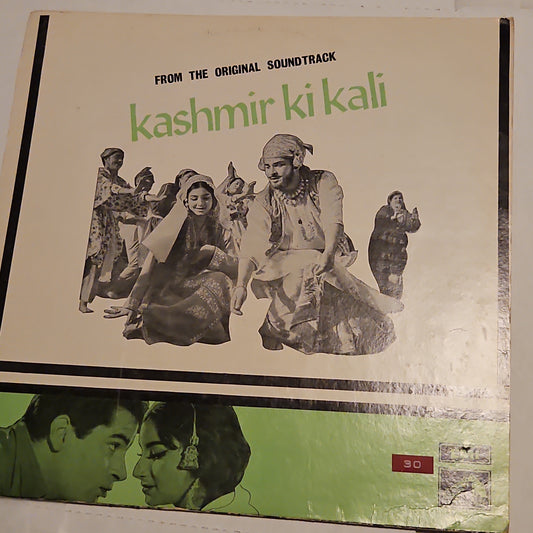 FROM THE ORIGINAL SOUNDTRACK
kashmir ki kali
30